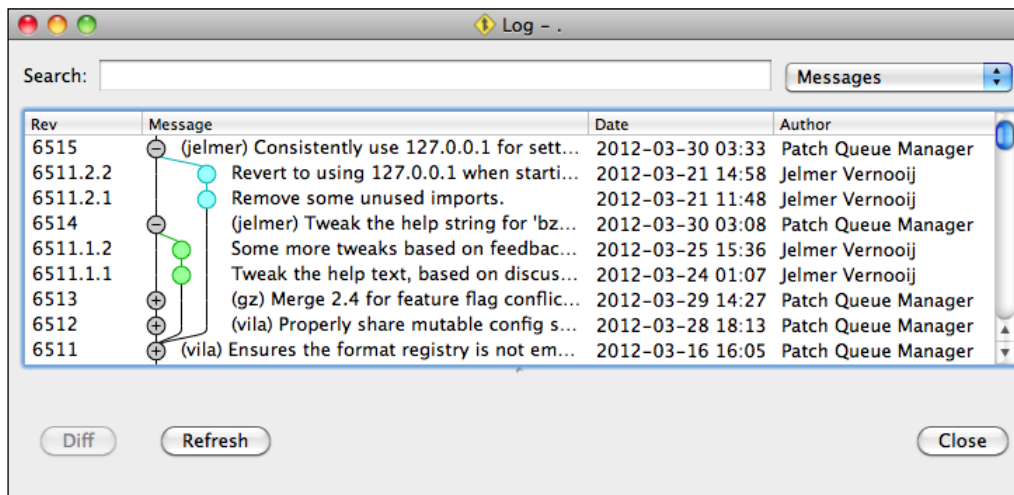 Log – .
Search: Messages
Rev Message Date Author
6515 (jelmer) Consistently use 127.0.0.1 for sett... 2012-03-30 03:33 Patch Queue Manager
6511.2.2 Revert to using 127.0.0.1 when starti... 2012-03-21 14:58 Jelmer Vernooij
6511.2.1 Remove some unused imports. 2012-03-21 11:48 Jelmer Vernooij
6514 (jelmer) Tweak the help string for 'bz... 2012-03-30 03:08 Patch Queue Manager
6511.1.2 Some more tweaks based on feedbac... 2012-03-25 15:36 Jelmer Vernooij
6511.1.1 Tweak the help text, based on discus... 2012-03-24 01:07 Jelmer Vernooij
6513 (gz) Merge 2.4 for feature flag conflic... 2012-03-29 14:27 Patch Queue Manager
6512 (vila) Properly share mutable config s... 2012-03-28 18:13 Patch Queue Manager
6511 (vila) Ensures the format registry is not em... 2012-03-16 16:05 Patch Queue Manager
Diff Refresh Close